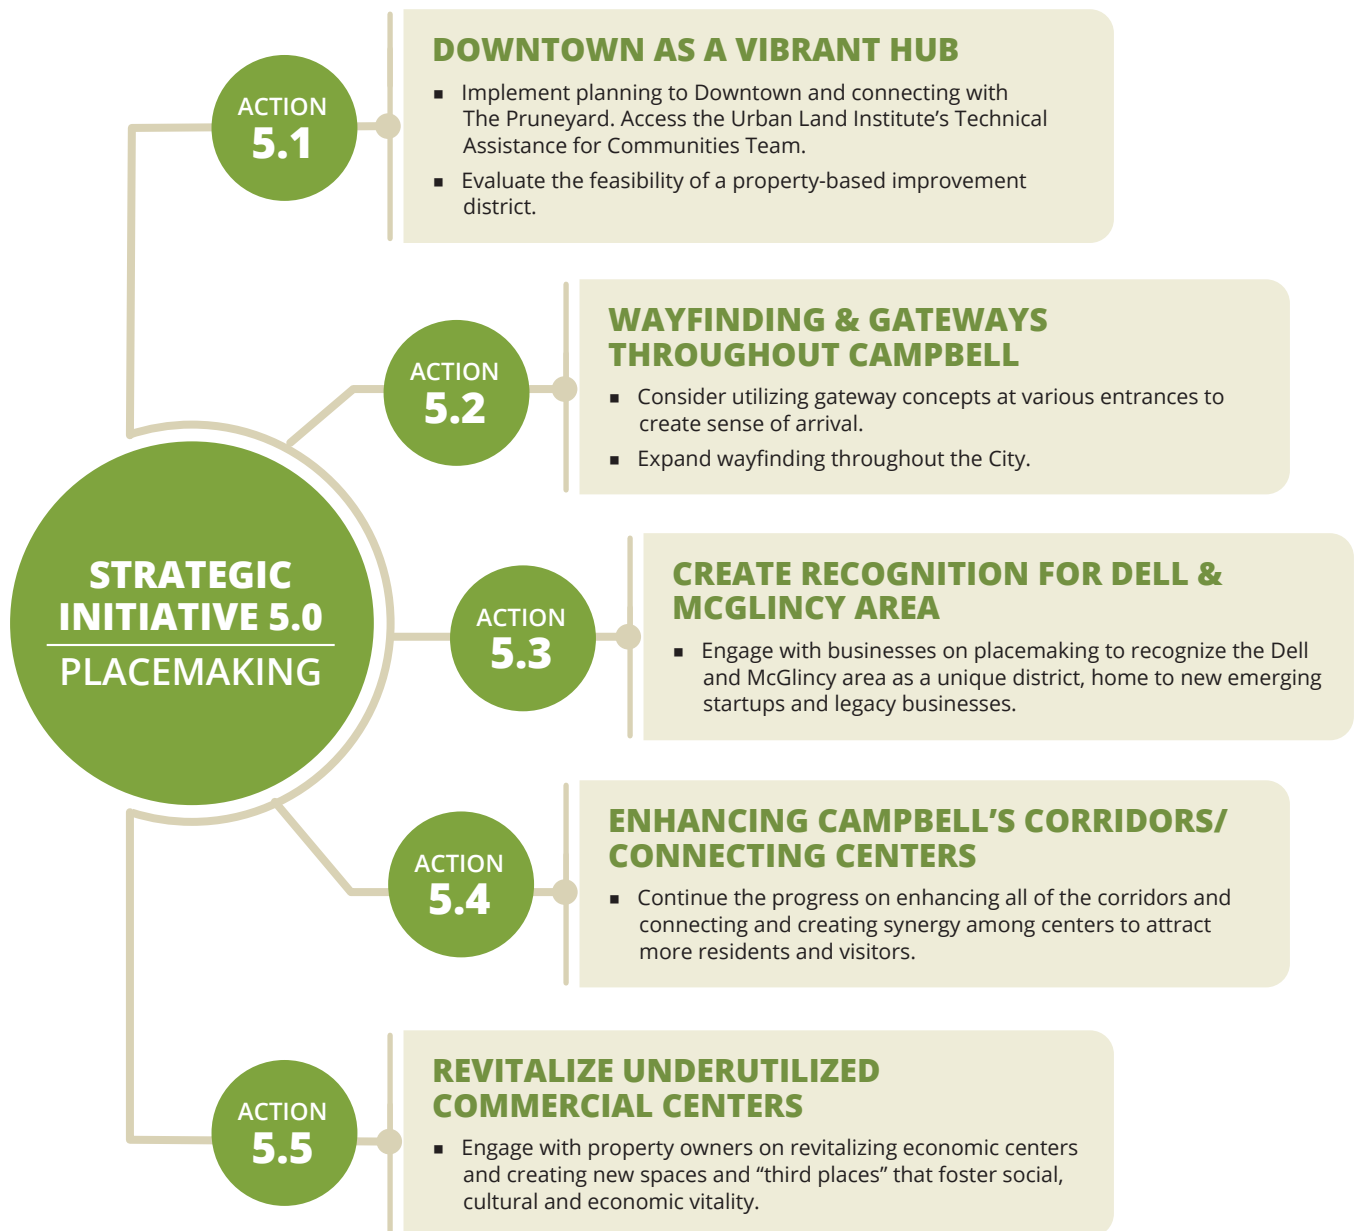 STRATEGIC
INITIATIVE 5.0
PLACEMAKING
ACTION
5.1
DOWNTOWN AS A VIBRANT HUB
▪ Implement planning to Downtown and connecting with
The Pruneyard. Access the Urban Land Institute’s Technical
Assistance for Communities Team.
▪ Evaluate the feasibility of a property-based improvement
district.
ACTION
5.2
WAYFINDING & GATEWAYS
THROUGHOUT CAMPBELL
▪ Consider utilizing gateway concepts at various entrances to
create sense of arrival.
▪ Expand wayfinding throughout the City.
ACTION
5.3
CREATE RECOGNITION FOR DELL &
MCGLINCY AREA
▪ Engage with businesses on placemaking to recognize the Dell
and McGlincy area as a unique district, home to new emerging
startups and legacy businesses.
ACTION
5.4
ENHANCING CAMPBELL’S CORRIDORS/
CONNECTING CENTERS
▪ Continue the progress on enhancing all of the corridors and
connecting and creating synergy among centers to attract
more residents and visitors.
ACTION
5.5
REVITALIZE UNDERUTILIZED
COMMERCIAL CENTERS
▪ Engage with property owners on revitalizing economic centers
and creating new spaces and “third places” that foster social,
cultural and economic vitality.